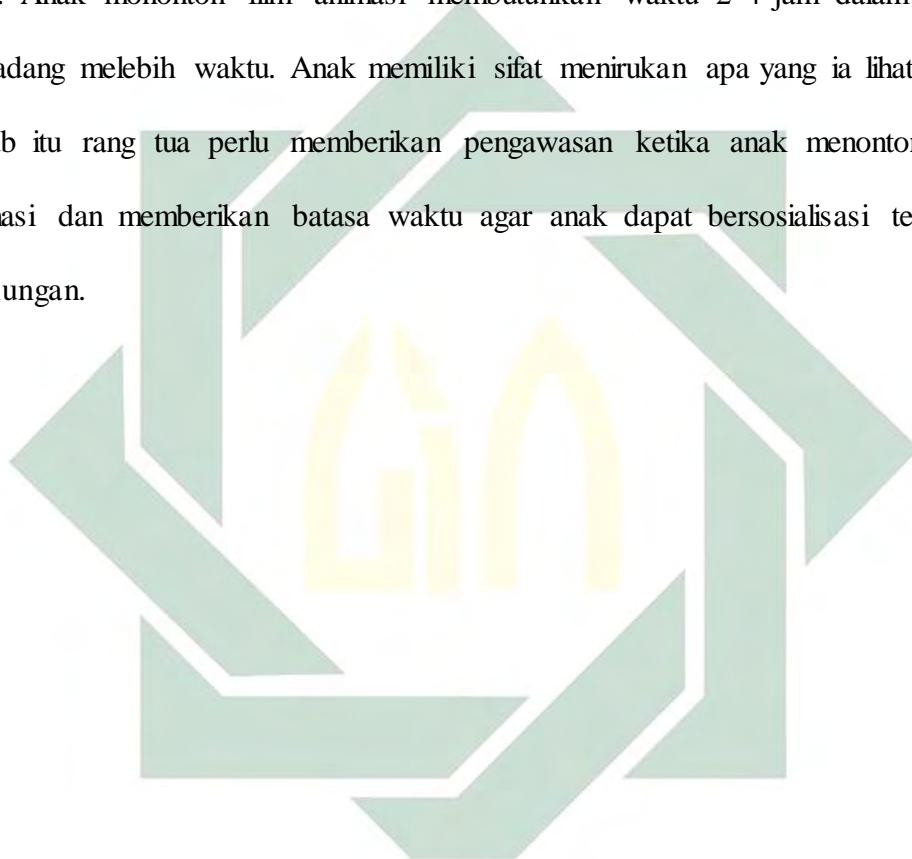 . Anak menonton film animasi membutuhkan waktu 2-4 jam dalam
adang melebih waktu. Anak memiliki sifat menirukan apa yang ia lihat
b itu rang tua perlu memberikan pengawasan ketika anak menonton
asi dan memberikan batasa waktu agar anak dapat bersosialisasi te
ungan.